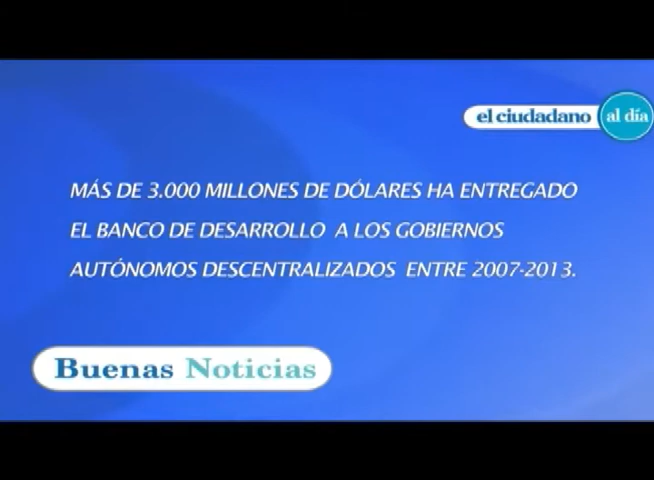 el ciudadano al día
MÁS DE 3.000 MILLONES DE DÓLARES HA ENTREGADO
EL BANCO DE DESARROLLO A LOS GOBIERNOS
AUTÓNOMOS DESCENTRALIZADOS ENTRE 2007-2013.
Buenas Noticias